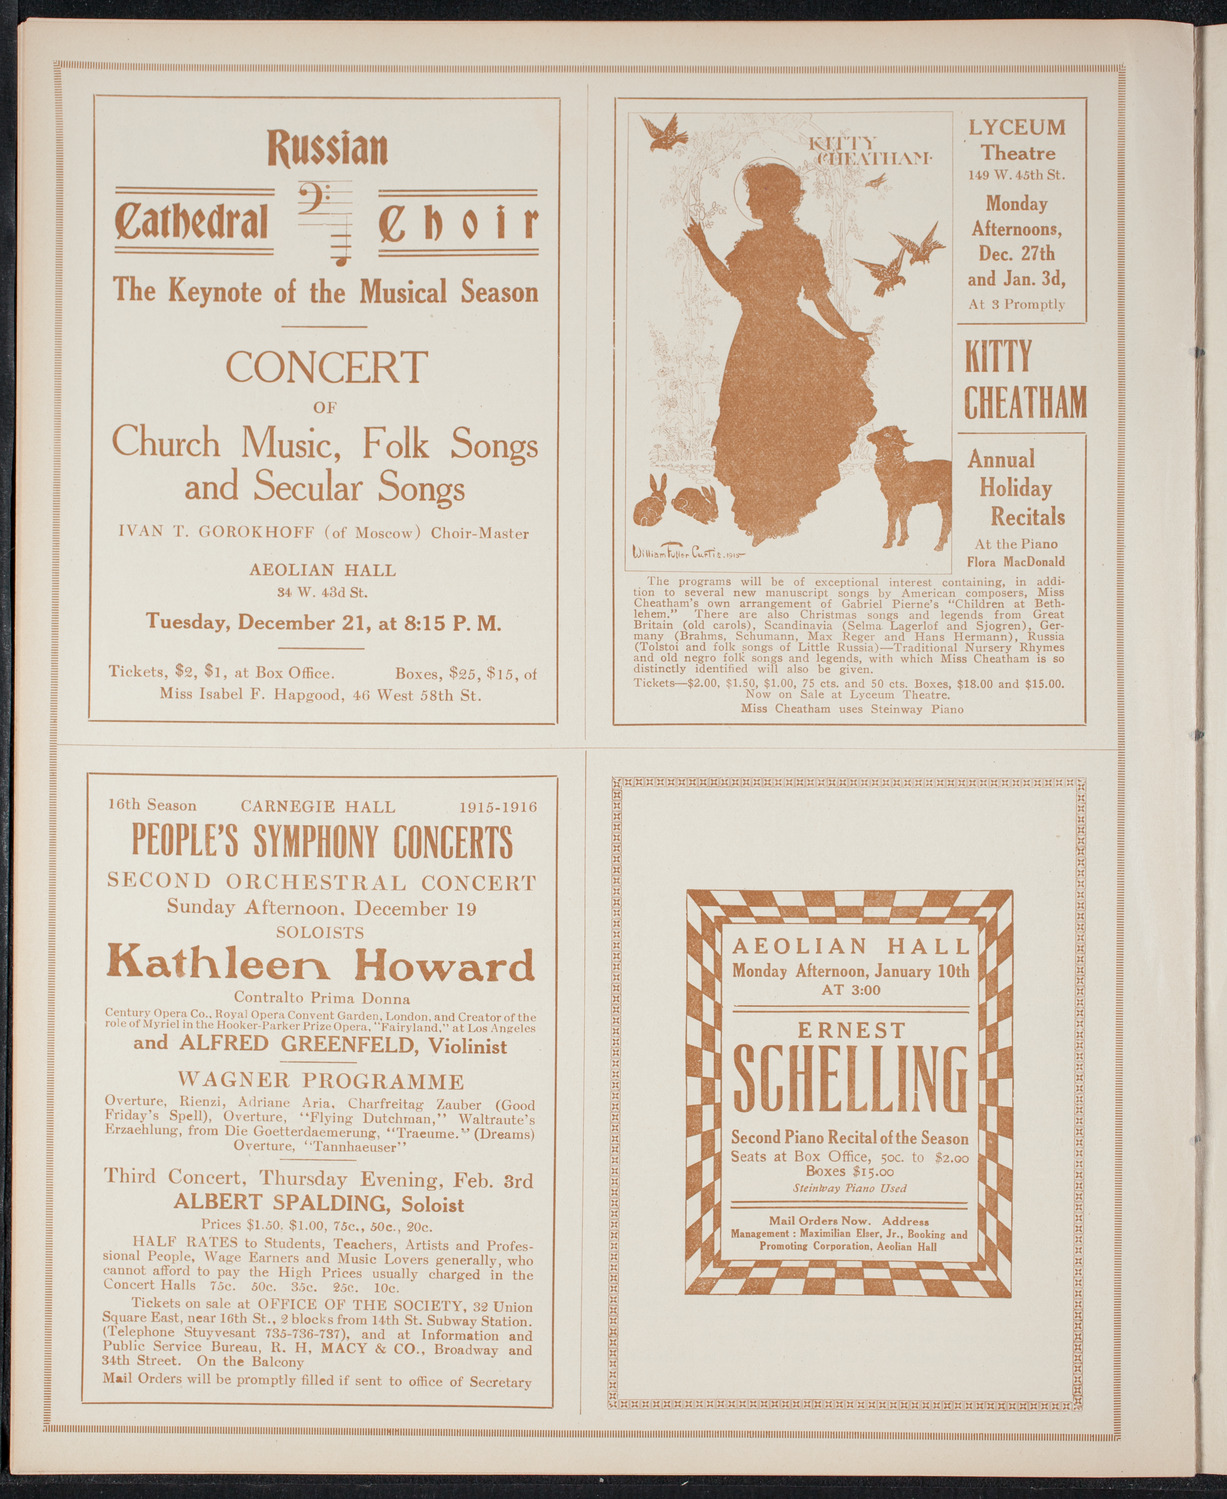 Russian
Cathedral Choir
The Keynote of the Musical Season
CONCERT
OF
Church Music, Folk Songs
and Secular Songs
IVAN T. GOROKHOFF (of Moscow) Choir-Master
AEOLIAN HALL
34 W. 43d St.
Tuesday, December 21, at 8:15 P. M.
Tickets, $2, $1, at Box Office. Boxes, $25, $15, of
Miss Isabel F. Hapgood, 46 West 58th St.
KITTY
CHEATHAM.
William Fuller Curtis. 1915
LYCEUM
Theatre
149 W. 45th St.
Monday
Afternoons,
Dec. 27th
and Jan. 3d,
At 3 Promptly
KITTY
CHEATHAM
Annual
Holiday
Recitals
At the Piano
Flora MacDonald
The programs will be of exceptional interest containing, in addi-
tion to several new manuscript songs by American composers, Miss
Cheatham's own arrangement of Gabriel Pierne's "Children at Beth-
lehem." There are also Christmas songs and legends from Great
Britain (old carols), Scandinavia (Selma Lagerlof and Sjogren), Ger-
many (Brahms, Schumann, Max Reger and Hans Hermann), Russia
(Tolstoi and folk songs of Little Russia)—Traditional Nursery Rhymes
and old negro folk songs and legends, with which Miss Cheatham is so
distinctly identified will also be given.
Tickets—$2.00, $1.50, $1.00, 75 cts. and 50 cts. Boxes, $18.00 and $15.00.
Now on Sale at Lyceum Theatre.
Miss Cheatham uses Steinway Piano
16th Season CARNEGIE HALL 1915-1916
PEOPLE'S SYMPHONY CONCERTS
SECOND ORCHESTRAL CONCERT
Sunday Afternoon, December 19
SOLOISTS
Kathleen Howard
Contralto Prima Donna
Century Opera Co., Royal Opera Convent Garden, London, and Creator of the
role of Myriel in the Hooker-Parker Prize Opera, "Fairyland," at Los Angeles
and ALFRED GREENFELD, Violinist
WAGNER PROGRAMME
Overture, Rienzi, Adriane Aria, Charfreitag Zauber (Good
Friday's Spell), Overture, "Flying Dutchman," Waltraute's
Erzaehlung, from Die Goetterdaemerung, "Traeume." (Dreams)
Overture, "Tannhaeuser"
Third Concert, Thursday Evening, Feb. 3rd
ALBERT SPALDING, Soloist
Prices $1.50, $1.00, 75c., 50c., 20c.
HALF RATES to Students, Teachers, Artists and Profes-
sional People, Wage Earners and Music Lovers generally, who
cannot afford to pay the High Prices usually charged in the
Concert Halls 75c. 50c. 35c. 25c. 10c.
Tickets on sale at OFFICE OF THE SOCIETY, 32 Union
Square East, near 16th St., 2 blocks from 14th St. Subway Station.
(Telephone Stuyvesant 735-736-737), and at Information and
Public Service Bureau, R. H, MACY & CO., Broadway and
34th Street. On the Balcony
Mail Orders will be promptly filled if sent to office of Secretary
AEOLIAN HALL
Monday Afternoon, January 10th
AT 3:00
ERNEST
SCHELLING
Second Piano Recital of the Season
Seats at Box Office, 50c. to $2.00
Boxes $15.00
Steinway Piano Used
Mail Orders Now. Address
Management : Maximilian Elser, Jr., Booking and
Promoting Corporation, Aeolian Hall